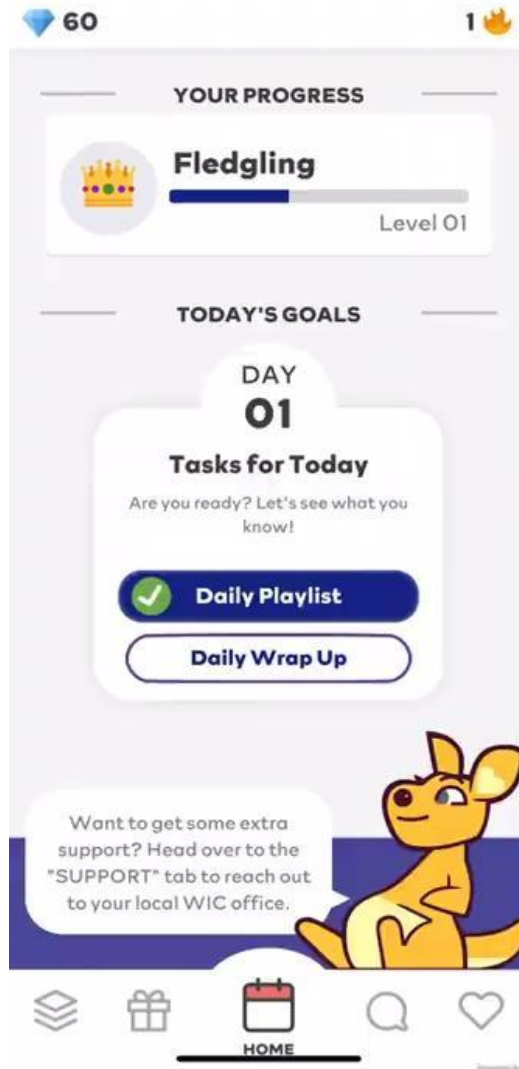 60
1
YOUR PROGRESS
Fledgling
Level 01
TODAY'S GOALS
DAY
01
Tasks for Today
Are you ready? Let's see what you
know!
Daily Playlist
Daily Wrap Up
Want to get some extra
support? Head over to the
"SUPPORT" tab to reach out
to your local WIC office.
HOME